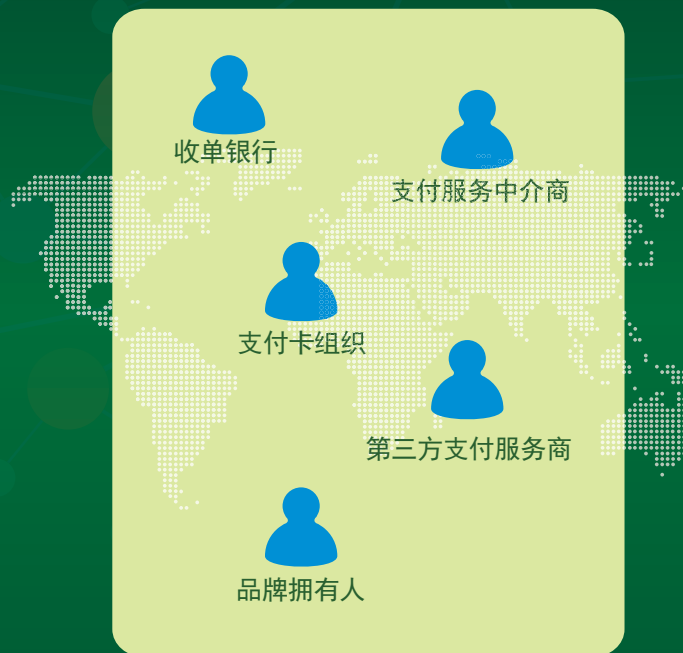 收单银行
支付服务中介商
支付卡组织
第三方支付服务商
品牌拥有人